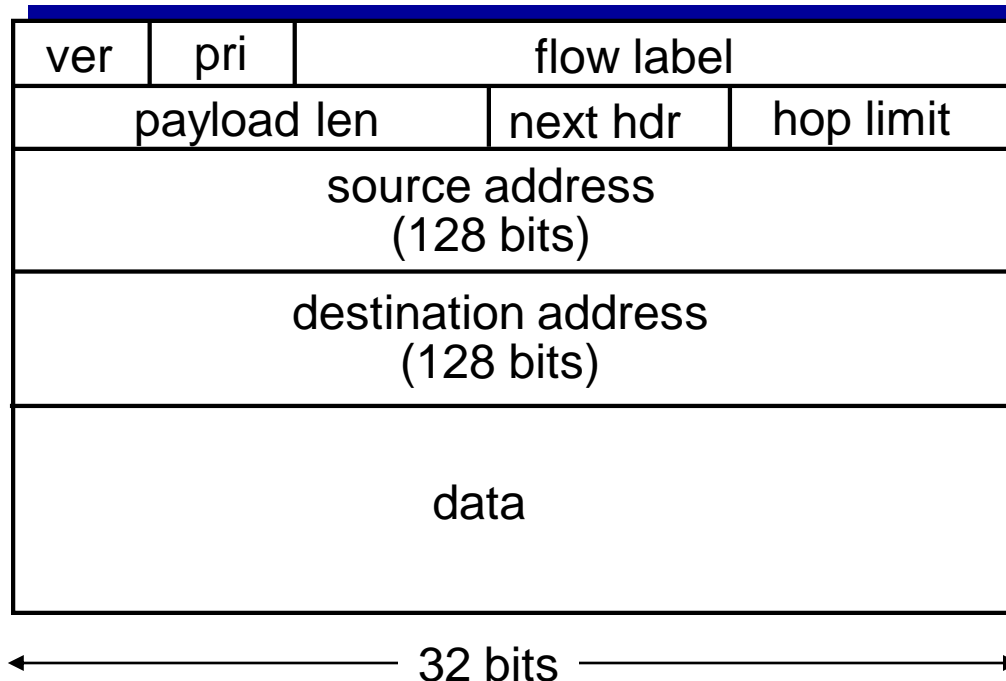 ver pri flow label
payload len next hdr hop limit
source address
(128 bits)
destination address
(128 bits)
data
32 bits